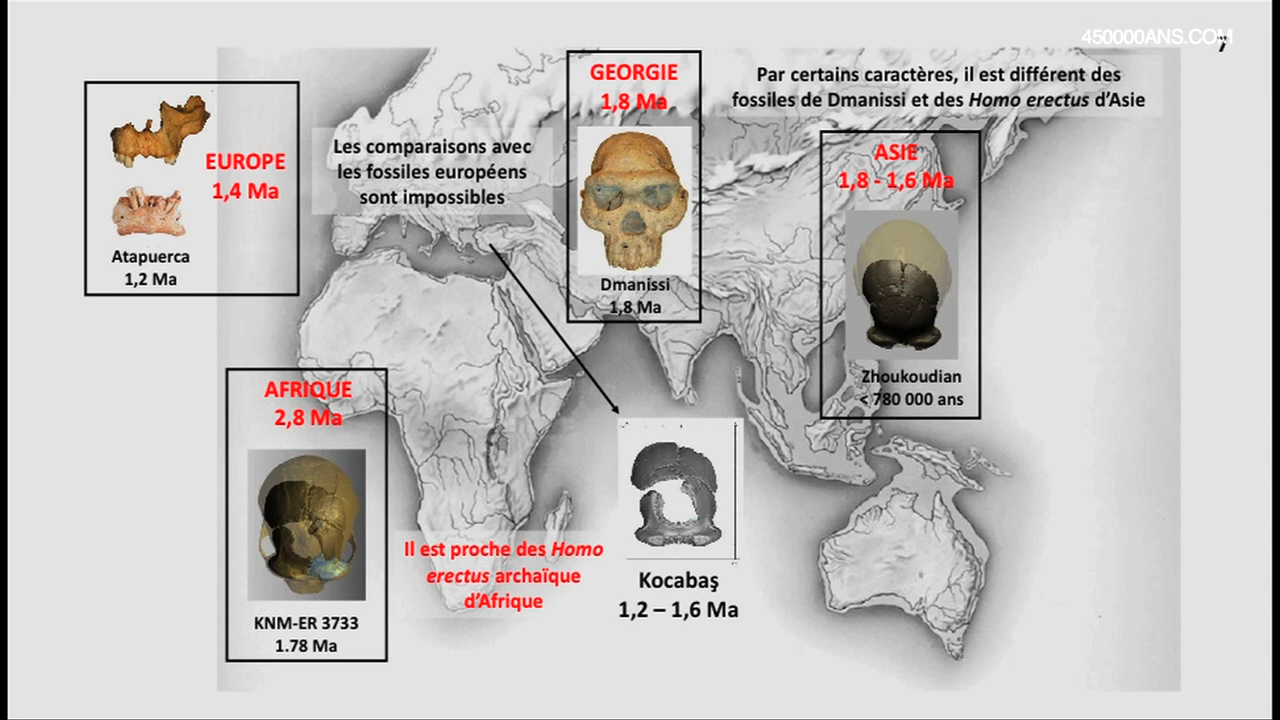 450000ANS.COM
7
EUROPE
1,4 Ma
Atapuerca
1,2 Ma
Les comparaisons avec
les fossiles européens
sont impossibles
GEORGIE
1,8 Ma
Dmanissi
1,8 Ma
Par certains caractères, il est différent des
fossiles de Dmanissi et des Homo erectus d'Asie
ASIE
1,8 - 1,6 Ma
Zhoukoudian
< 780 000 ans
AFRIQUE
2,8 Ma
KNM-ER 3733
1.78 Ma
Il est proche des Homo
erectus archaïque
d'Afrique
Kocabaş
1,2 – 1,6 Ma